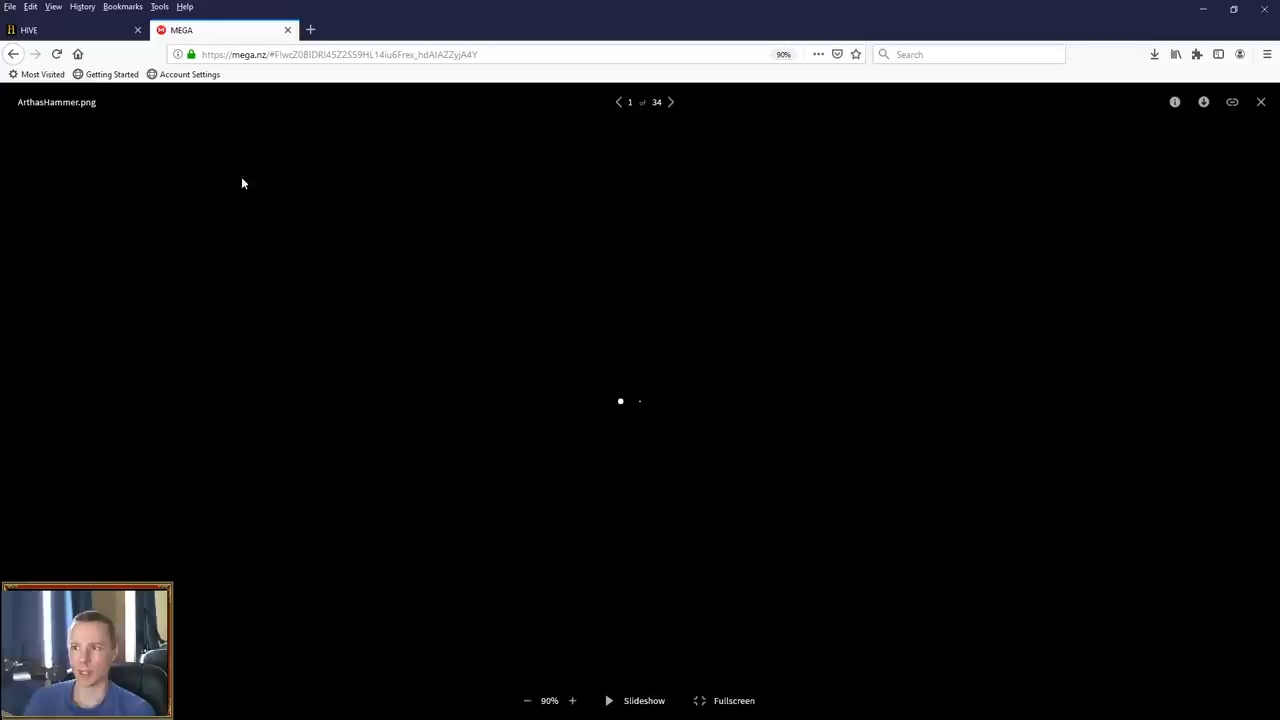 File Edit View History Bookmarks Tools Help
HIVE MEGA
https://mega.nz/ 90% Search
Most Visited Getting Started Account Settings
ArthasHammer.png 1 of 34
90% Slideshow Fullscreen